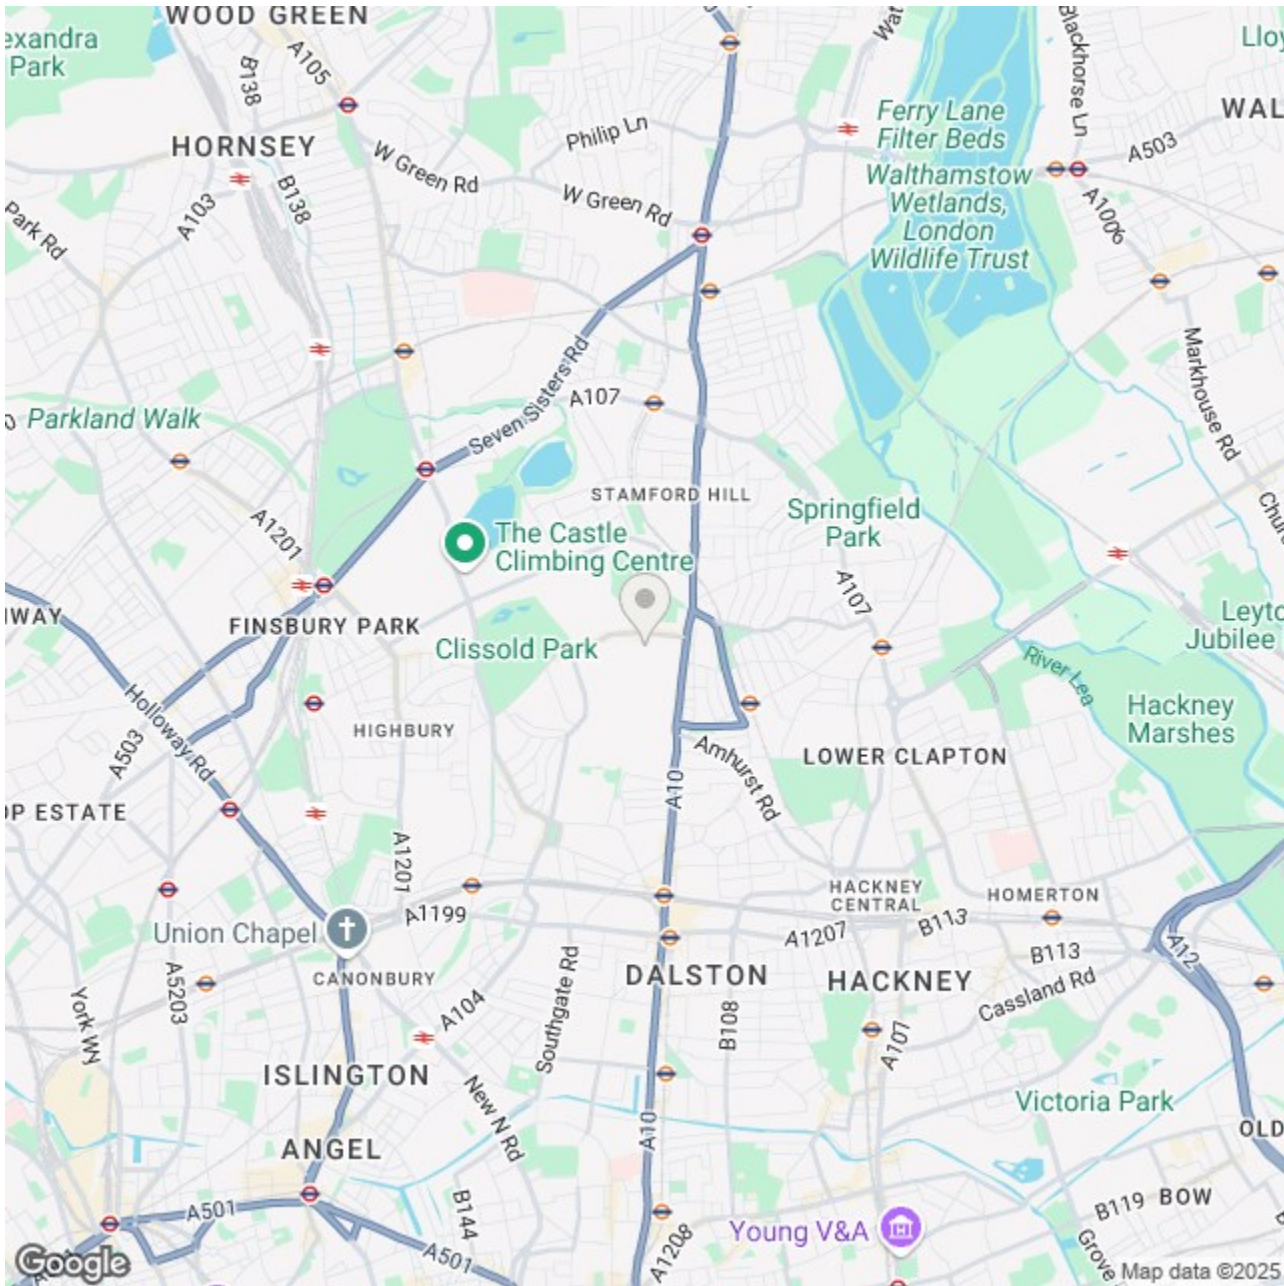 WOOD GREEN
exandra
Park
A105
B138
HORNSEY
W Green Rd
Philip Ln
W Green Rd
B138
A103
Park Rd
Wat
Blackhorse Ln
Lloy
Ferry Lane
Filter Beds
WAL
A503
Walthamstow
Wetlands,
London
Wildlife Trust
A1006
Markhouse Rd
Seven Sisters Rd
A107
Parkland Walk
STAMFORD HILL
Springfield
Park
Chur
A1201
The Castle
Climbing Centre
A107
WAY
FINSBURY PARK
Clissold Park
Leyto
Jubilee
River Lea
Holloway Rd
HIGHBURY
A503
Hackney
Marshes
Amhurst Rd
LOWER CLAPTON
A10
OP ESTATE
A1201
HACKNEY
CENTRAL
HOMERTON
A1199
A1207
B113
Union Chapel
B113
A12
A5203
CANONBURY
DALSTON
HACKNEY
Cassland Rd
York Wy
A104
Southgate Rd
B108
A107
ISLINGTON
New N Rd
Victoria Park
A10
ANGEL
OLD
B144
B119
BOW
A501
Young V&A
Grove
A501
A1208
Google
Map data ©2025